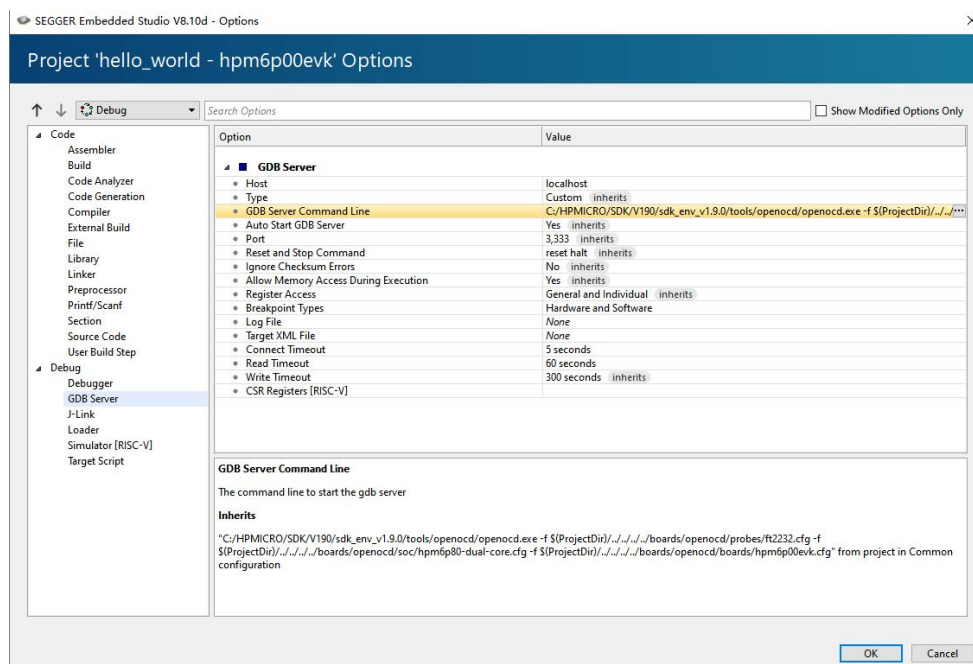 SEGGER Embedded Studio V8.10d - Options
Project 'hello_world - hpm6p00evk' Options
Debug
Search Options
Show Modified Options Only
Code
Assembler
Build
Code Analyzer
Code Generation
Compiler
External Build
File
Library
Linker
Preprocessor
Printf/Scanf
Section
Source Code
User Build Step
Debug
Debugger
GDB Server
J-Link
Loader
Simulator [RISC-V]
Target Script
Option Value
GDB Server
Host localhost
Type Custom inherits
GDB Server Command Line C:/HPMICRO/SDK/V190/sdk_env_v1.9.0/tools/openocd/openocd.exe -f $(ProjectDir)/../../ ...
Auto Start GDB Server Yes inherits
Port 3,333 inherits
Reset and Stop Command reset halt inherits
Ignore Checksum Errors No inherits
Allow Memory Access During Execution Yes inherits
Register Access General and Individual inherits
Breakpoint Types Hardware and Software
Log File None
Target XML File None
Connect Timeout 5 seconds
Read Timeout 60 seconds
Write Timeout 300 seconds inherits
CSR Registers [RISC-V]
GDB Server Command Line
The command line to start the gdb server
Inherits
"C:/HPMICRO/SDK/V190/sdk_env_v1.9.0/tools/openocd/openocd.exe -f $(ProjectDir)/../../../../boards/openocd/probes/ft2232.cfg -f
$(ProjectDir)/../../../../boards/openocd/soc/hpm6p80-dual-core.cfg -f $(ProjectDir)/../../../../boards/openocd/boards/hpm6p00evk.cfg" from project in Common
configuration
OK Cancel